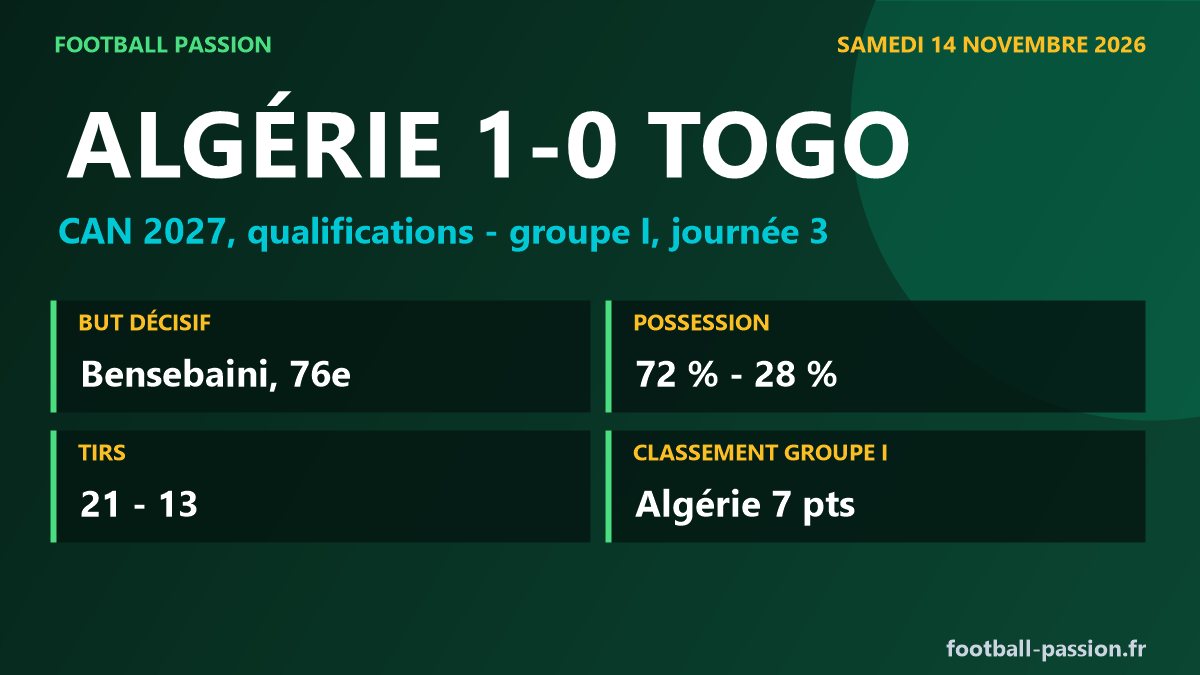 FOOTBALL PASSION
SAMEDI 14 NOVEMBRE 2026
ALGÉRIE 1-0 TOGO
CAN 2027, qualifications - groupe I, journée 3
BUT DÉCISIF
Bensebaini, 76e
POSSESSION
72 % - 28 %
TIRS
21 - 13
CLASSEMENT GROUPE I
Algérie 7 pts
football-passion.fr